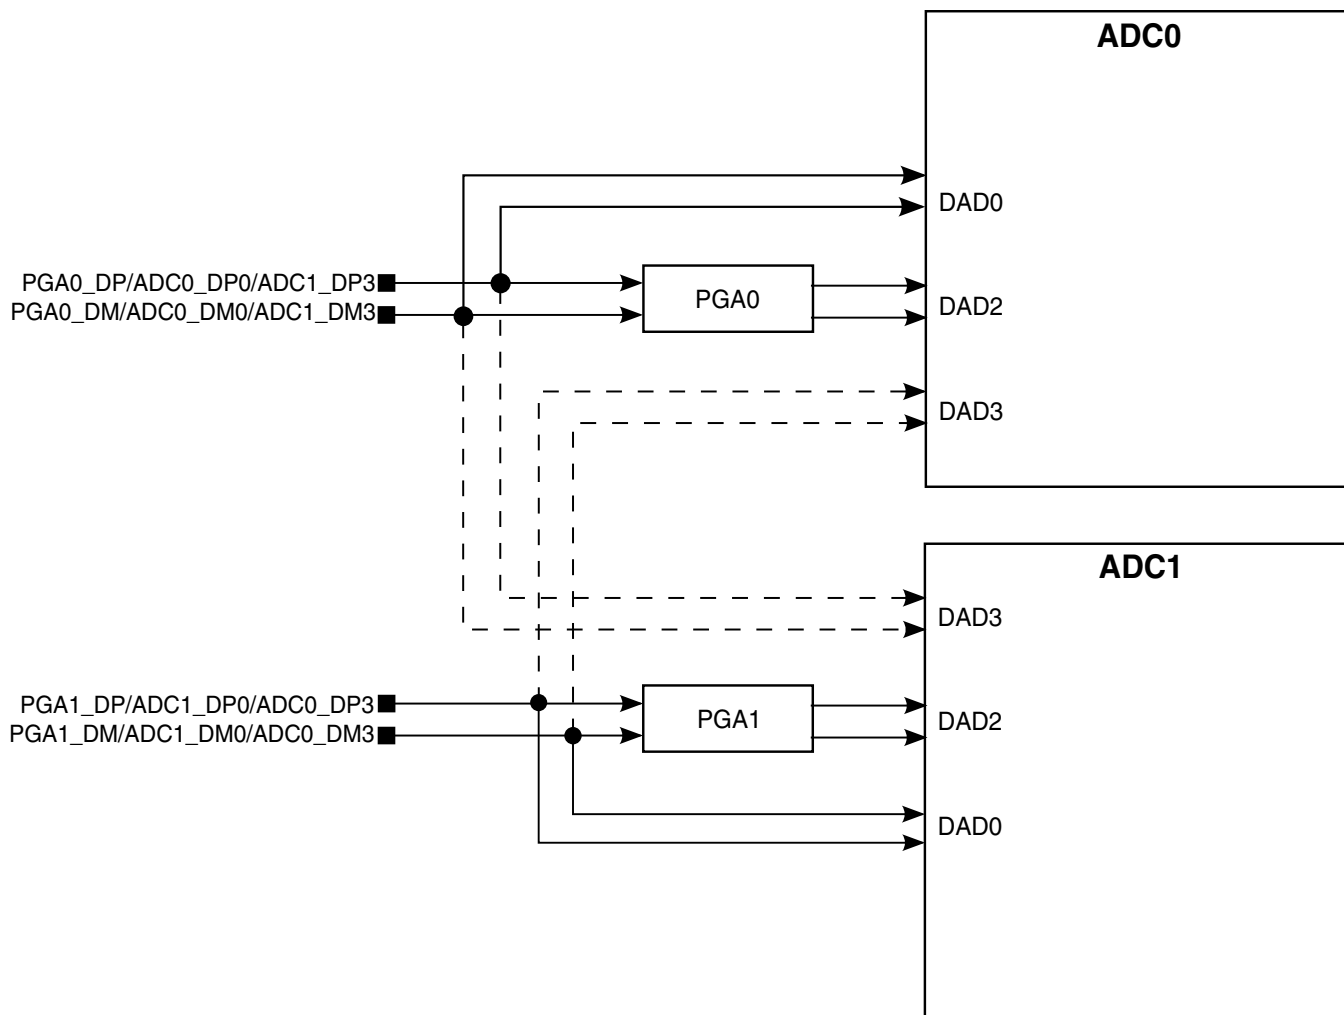 ADC0
DAD0
PGA0_DP/ADC0_DP0/ADC1_DP3
PGA0_DM/ADC0_DM0/ADC1_DM3
PGA0
DAD2
DAD3
ADC1
DAD3
PGA1_DP/ADC1_DP0/ADC0_DP3
PGA1_DM/ADC1_DM0/ADC0_DM3
PGA1
DAD2
DAD0